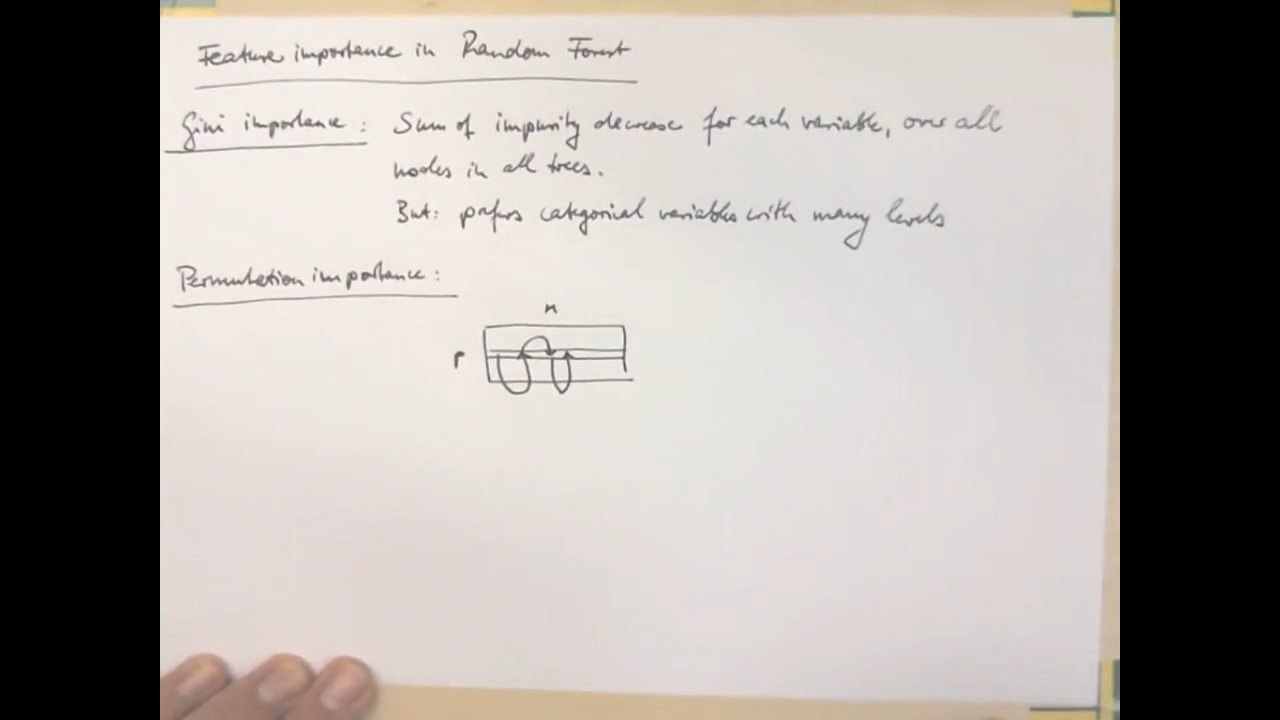 Feature importance in Random Forest
Gini importance: Sum of impurity decrease for each variable, over all
nodes in all trees.
But: prefers categorical variables with many levels
Permutation importance:
n
p